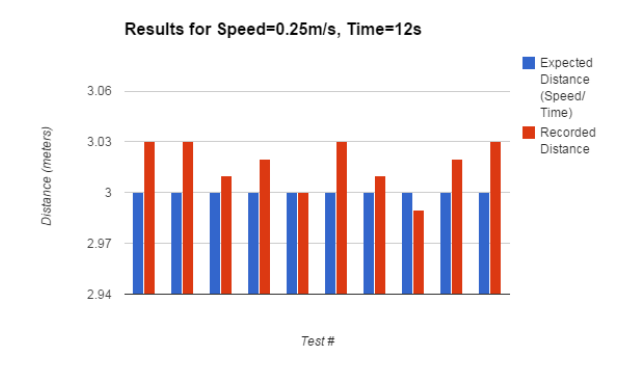 Results for Speed=0.25m/s, Time=12s
Expected
Distance
(Speed/
Time)
Recorded
Distance
3.06
3.03
3
2.97
2.94
Distance (meters)
Test #